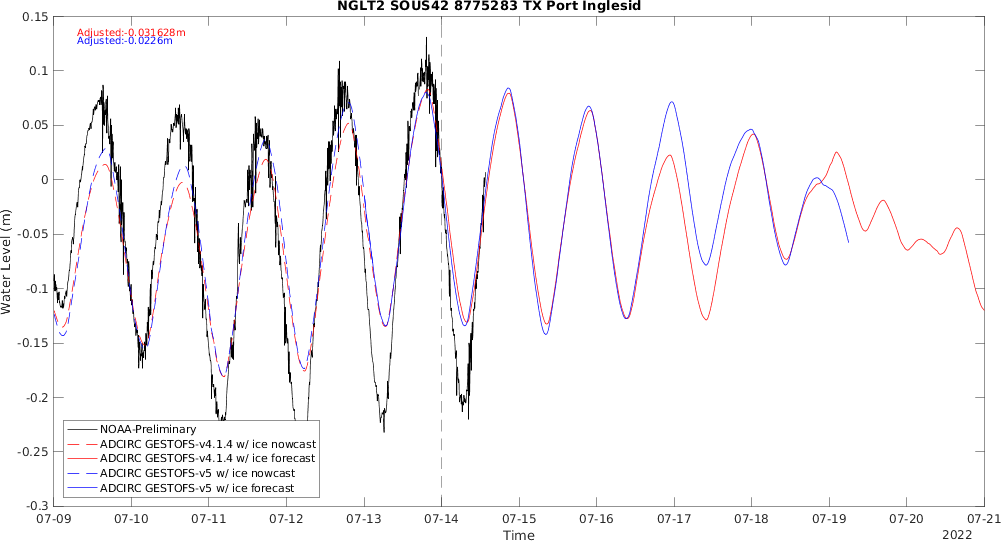 NGLT2 SOUS42 8775283 TX Port Inglesid
Adjusted:-0.031628m
Adjusted:-0.0226m
0.15
0.1
0.05
0
-0.05
-0.1
-0.15
-0.2
-0.25
-0.3
Water Level (m)
NOAA-Preliminary
ADCIRC GESTOFS-v4.1.4 w/ ice nowcast
ADCIRC GESTOFS-v4.1.4 w/ ice forecast
ADCIRC GESTOFS-v5 w/ ice nowcast
ADCIRC GESTOFS-v5 w/ ice forecast
07-09 07-10 07-11 07-12 07-13 07-14 07-15 07-16 07-17 07-18 07-19 07-20 07-21
Time
2022